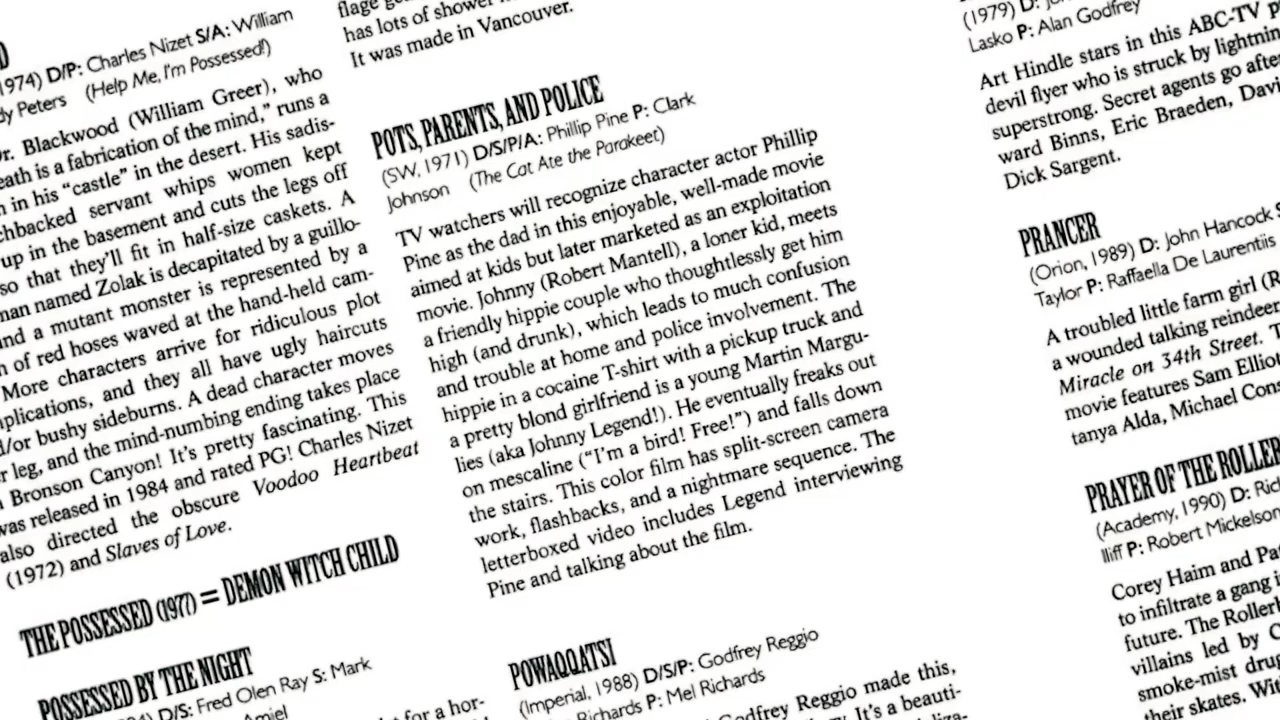 1974) D/P: Charles Nizet S/A: William
dy Peters (Help Me, I'm Possessed!)
r. Blackwood (William Greer), who
eath is a fabrication of the mind,” runs a
n in his “castle” in the desert. His sadis-
chbacked servant whips women kept
up in the basement and cuts the legs off
so that they'll fit in half-size caskets. A
man named Zolak is decapitated by a guillo-
and a mutant monster is represented by a
h of red hoses waved at the hand-held cam-
More characters arrive for ridiculous plot
nplications, and they all have ugly haircuts
d/or bushy sideburns. A dead character moves
r leg, and the mind-numbing ending takes place
Bronson Canyon! It's pretty fascinating. This
was released in 1984 and rated PG! Charles Nizet
also directed the obscure Voodoo Heartbeat
(1972) and Slaves of Love.
THE POSSESSED (1977) = DEMON WITCH CHILD
POSSESSED BY THE NIGHT
D/S: Fred Olen Ray S: Mark
Amiel
for a hor-
has lots of shower
It was made in Vancouver.
POTS, PARENTS, AND POLICE
(SW, 1971) D/S/P/A: Phillip Pine P: Clark
Johnson (The Cat Ate the Parakeet)
TV watchers will recognize character actor Phillip
Pine as the dad in this enjoyable, well-made movie
aimed at kids but later marketed as an exploitation
movie. Johnny (Robert Mantell), a loner kid, meets
a friendly hippie couple who thoughtlessly get him
high (and drunk), which leads to much confusion
and trouble at home and police involvement. The
hippie in a cocaine T-shirt with a pickup truck and
a pretty blond girlfriend is a young Martin Margu-
lies (aka Johnny Legend!). He eventually freaks out
on mescaline (“I'm a bird! Free!”) and falls down
the stairs. This color film has split-screen camera
work, flashbacks, and a nightmare sequence. The
letterboxed video includes Legend interviewing
Pine and talking about the film.
POWAQQATSI
(Imperial, 1988) D/S/P: Godfrey Reggio
Richards P: Mel Richards
Godfrey Reggio made this,
It's a beauti-
(1979) D:
Lasko P: Alan Godfrey
Art Hindle stars in this ABC-TV
devil flyer who is struck by lightnin
superstrong. Secret agents go after
ward Binns, Eric Braeden, Davi
Dick Sargent.
PRANCER
(Orion, 1989) D: John Hancock
Taylor P: Raffaella De Laurentiis
A troubled little farm girl (R
a wounded talking reindee
Miracle on 34th Street. T
movie features Sam Ellio
tanya Alda, Michael Con
PRAYER OF THE ROLLER
(Academy, 1990) D: Ric
Iliff P: Robert Mickelson
Corey Haim and Pa
to infiltrate a gang i
future. The Rollerb
villains led by C
smoke-mist drug
their skates. Wit